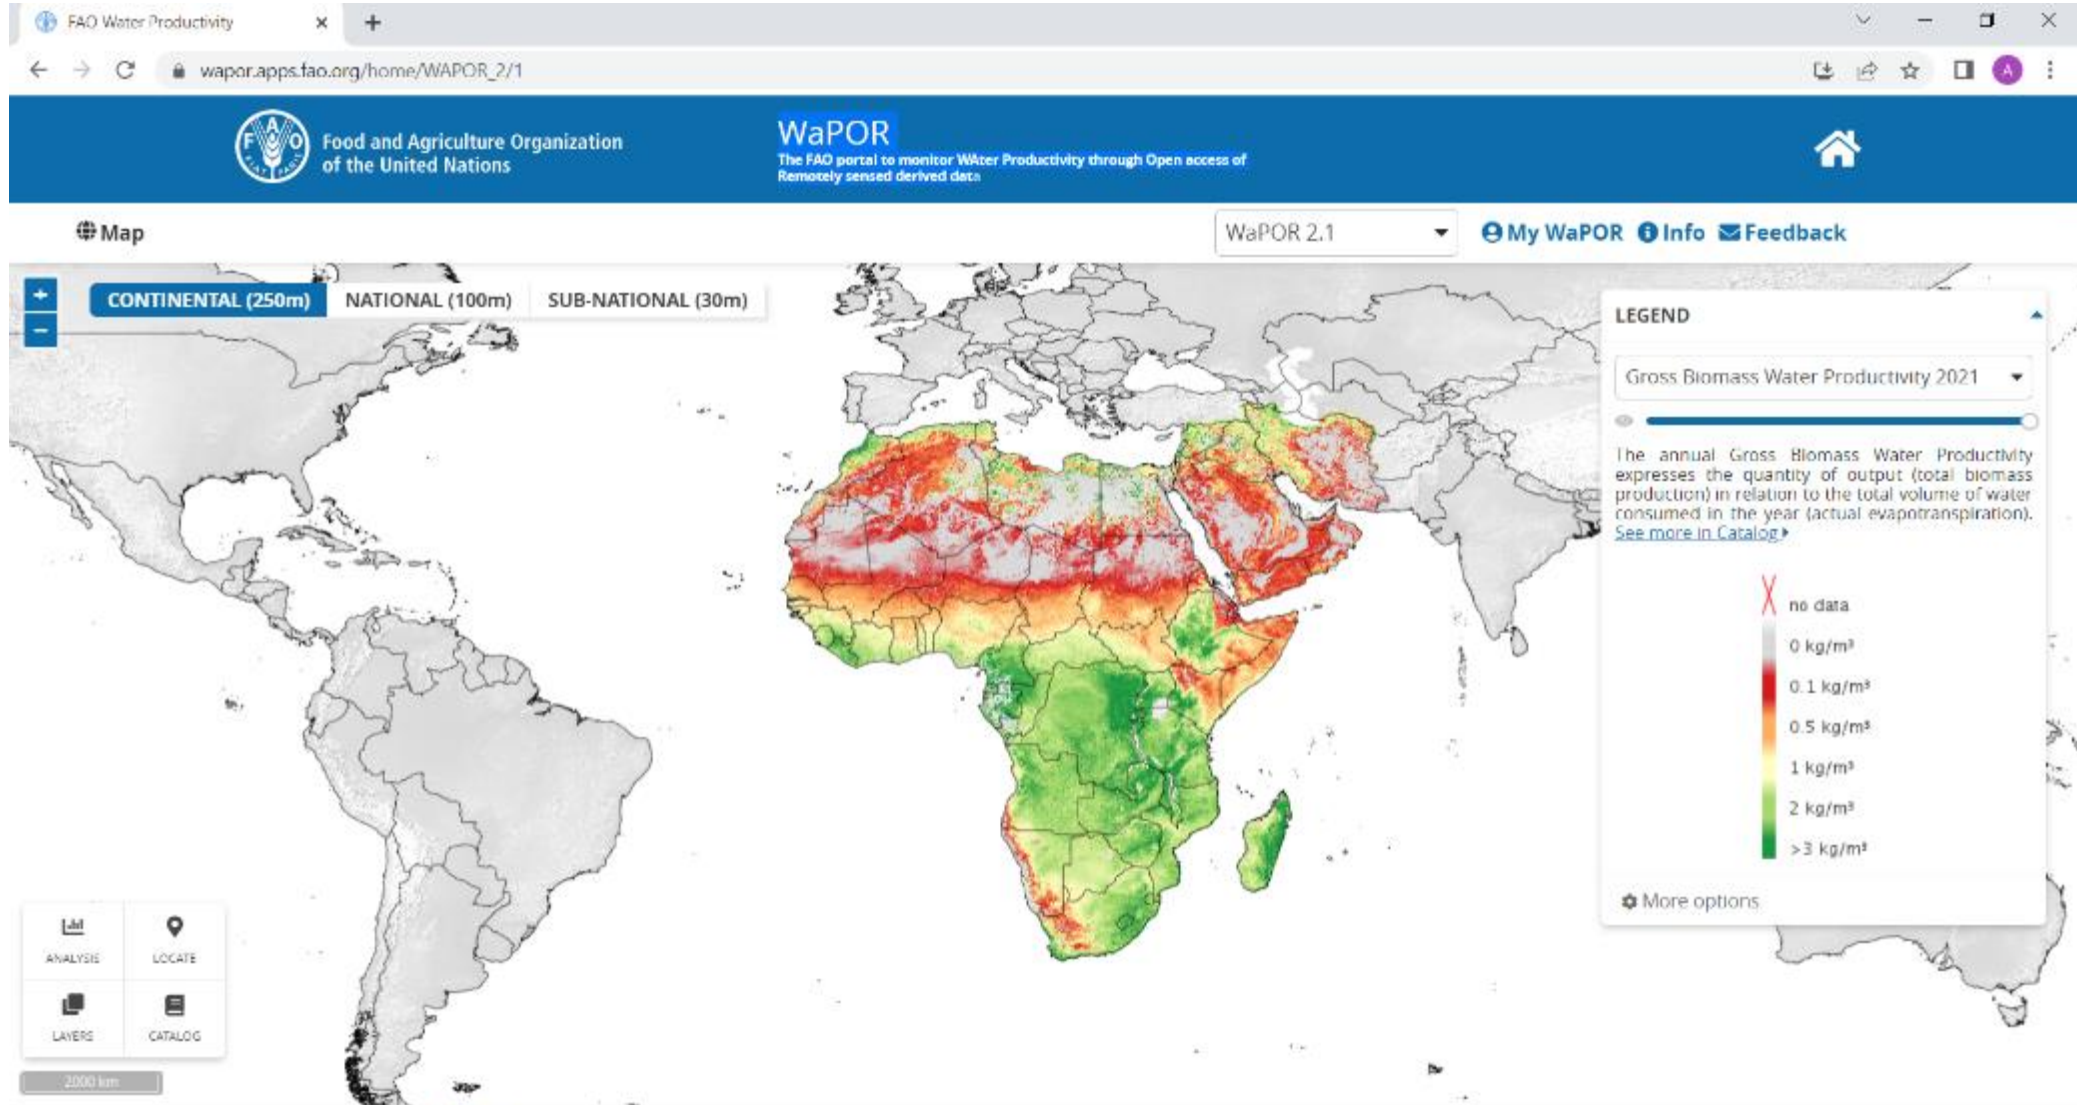 FAO Water Productivity
wapor.apps.fao.org/home/WAPOR_2/1
A
FAO
FIAT PANIS
Food and Agriculture Organization
of the United Nations
WaPOR
The FAO portal to monitor WAter Productivity through Open access of
Remotely sensed derived data
Map
WaPOR 2.1
My WaPOR Info Feedback
+
−
CONTINENTAL (250m) NATIONAL (100m) SUB-NATIONAL (30m)
LEGEND
Gross Biomass Water Productivity 2021
The annual Gross Biomass Water Productivity
expresses the quantity of output (total biomass
production) in relation to the total volume of water
consumed in the year (actual evapotranspiration).
See more in Catalog
no data
0 kg/m³
0.1 kg/m³
0.5 kg/m³
1 kg/m³
2 kg/m³
>3 kg/m³
More options
ANALYSIS LOCATE
LAYERS CATALOG
2000 km